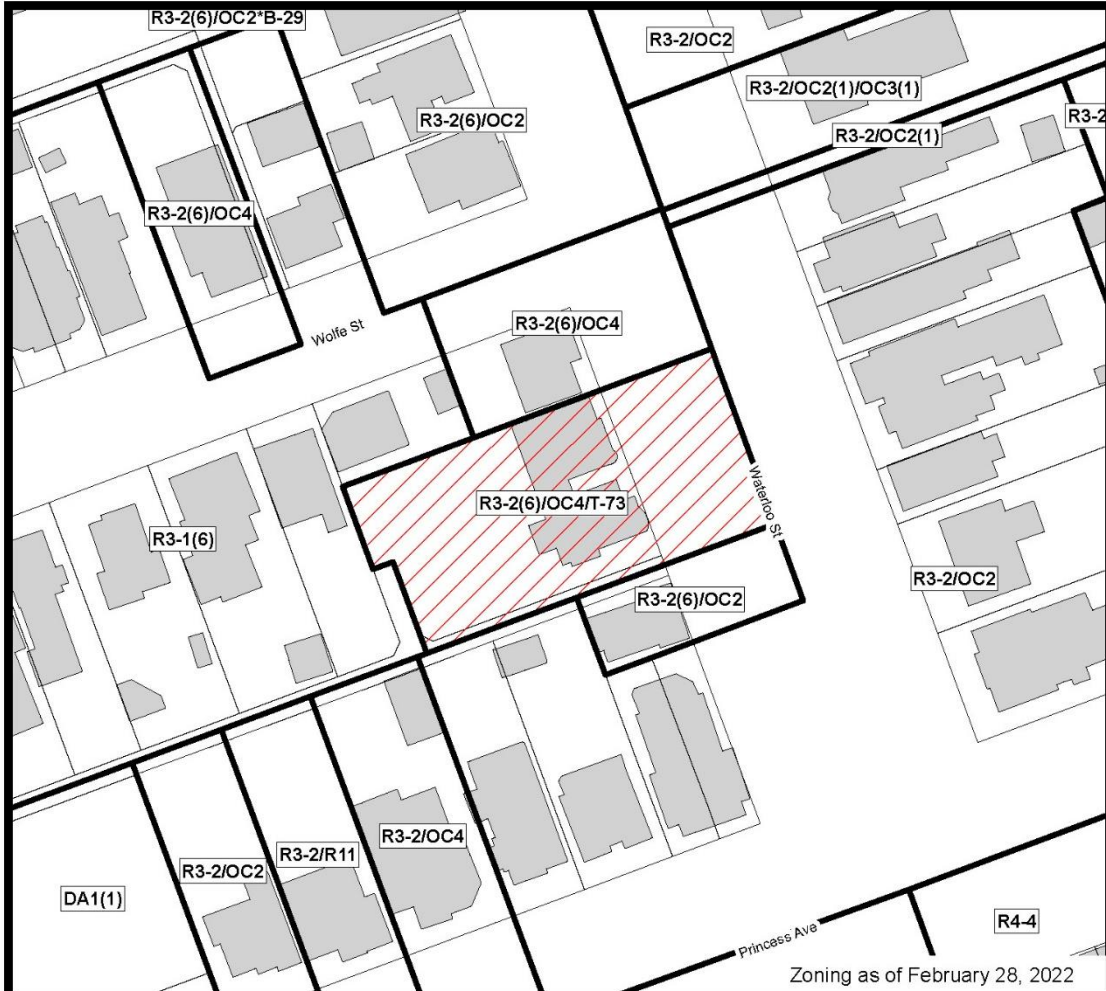 R3-2(6)/OC2*B-29
R3-2/OC2
R3-2/OC2(1)/OC3(1)
R3-2(6)/OC2
R3-2
R3-2/OC2(1)
R3-2(6)/OC4
Wolfe St
R3-2(6)/OC4
R3-2(6)/OC4/T-73
Waterloo St
R3-1(6)
R3-2/OC2
R3-2(6)/OC2
R3-2/OC4
R3-2/R11
R3-2/OC2
DA1(1)
R4-4
Princess Ave
Zoning as of February 28, 2022